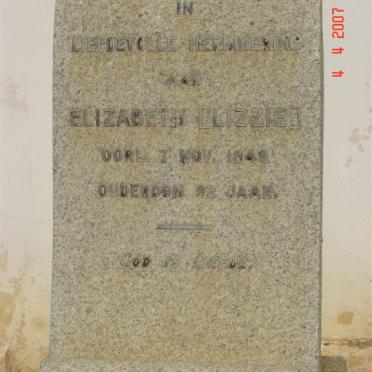 IN
LIEFDEVOLLE HERINNERING
AAN
ELIZABETH [LIZZIE]
OORL. 7 NOV. 1949
OUDERDOM 92 JAAR.
GOD IS LIEFDE.
4 4 2007